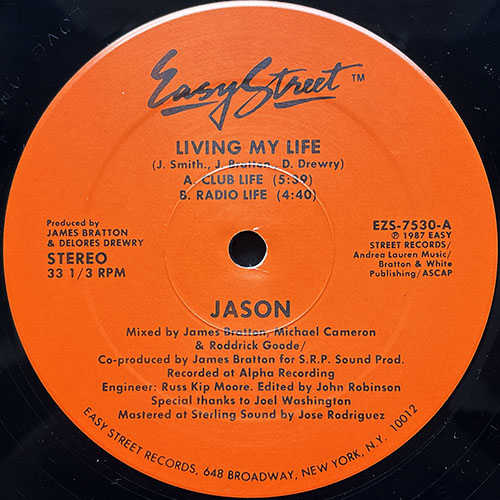 Easy Street ™
LIVING MY LIFE
(J. Smith., J. Bratton., D. Drewry)
A. CLUB LIFE (5:39)
B. RADIO LIFE (4:40)
Produced by
JAMES BRATTON
& DELORES DREWRY
STEREO
33 1/3 RPM
EZS-7530-A
℗ 1987 EASY
STREET RECORDS/
Andrea Lauren Music/
Bratton & White
Publishing/ASCAP
JASON
Mixed by James Bratton/ Michael Cameron
& Roddrick Goode/
Co-produced by James Bratton for S.R.P. Sound Prod.
Recorded at Alpha Recording
Engineer: Russ Kip Moore. Edited by John Robinson
Special thanks to Joel Washington
Mastered at Sterling Sound by Jose Rodriguez
EASY STREET RECORDS, 648 BROADWAY, NEW YORK, N.Y. 10012